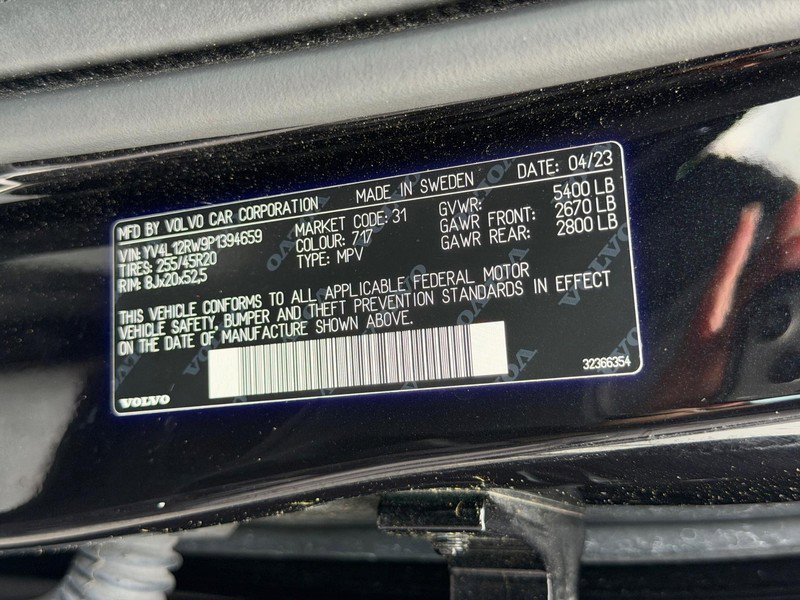 MFD BY VOLVO CAR CORPORATION MADE IN SWEDEN DATE: 04/23
VIN: YV4L12RW9P1394659 MARKET CODE: 31 GVWR: 5400 LB
TIRES: 255/45R20 COLOUR: 717 GAWR FRONT: 2670 LB
RIM: 8Jx20x52,5 TYPE: MPV GAWR REAR: 2800 LB
THIS VEHICLE CONFORMS TO ALL APPLICABLE FEDERAL MOTOR
VEHICLE SAFETY, BUMPER AND THEFT PREVENTION STANDARDS IN EFFECT
ON THE DATE OF MANUFACTURE SHOWN ABOVE.
VOLVO 32366354